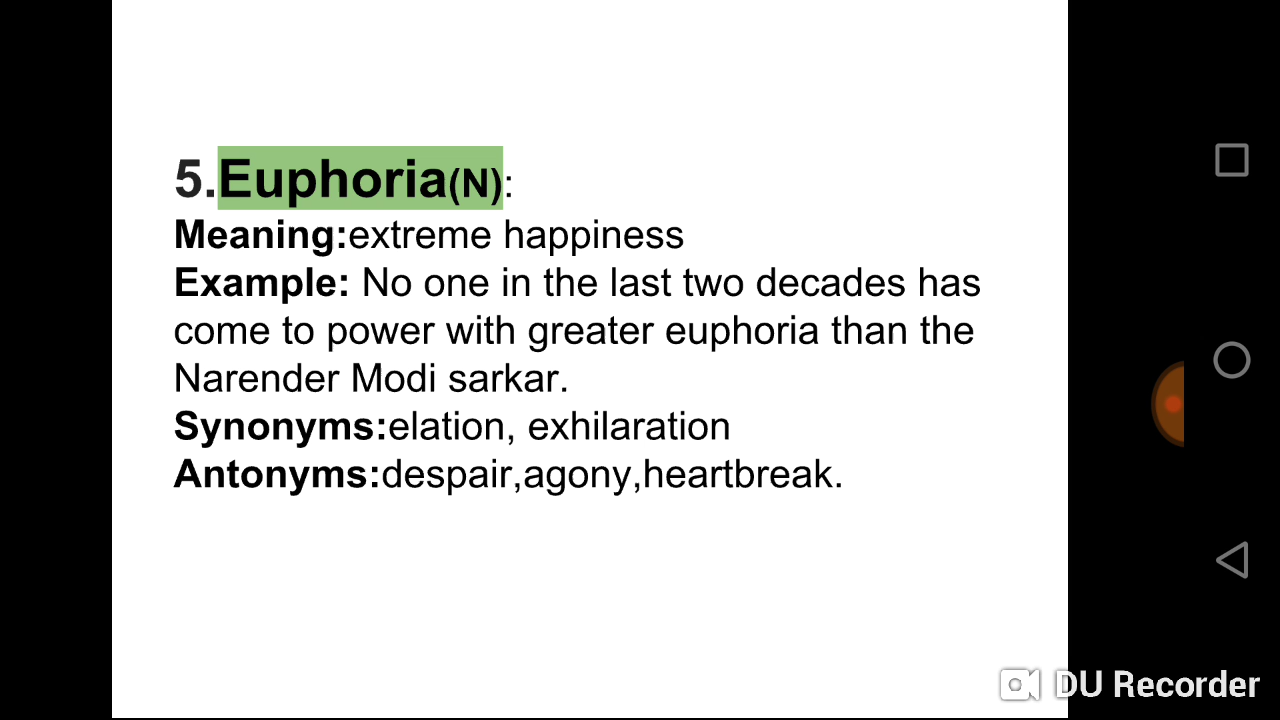 5.Euphoria(N):
Meaning:extreme happiness
Example: No one in the last two decades has
come to power with greater euphoria than the
Narender Modi sarkar.
Synonyms:elation, exhilaration
Antonyms:despair,agony,heartbreak.
DU Recorder